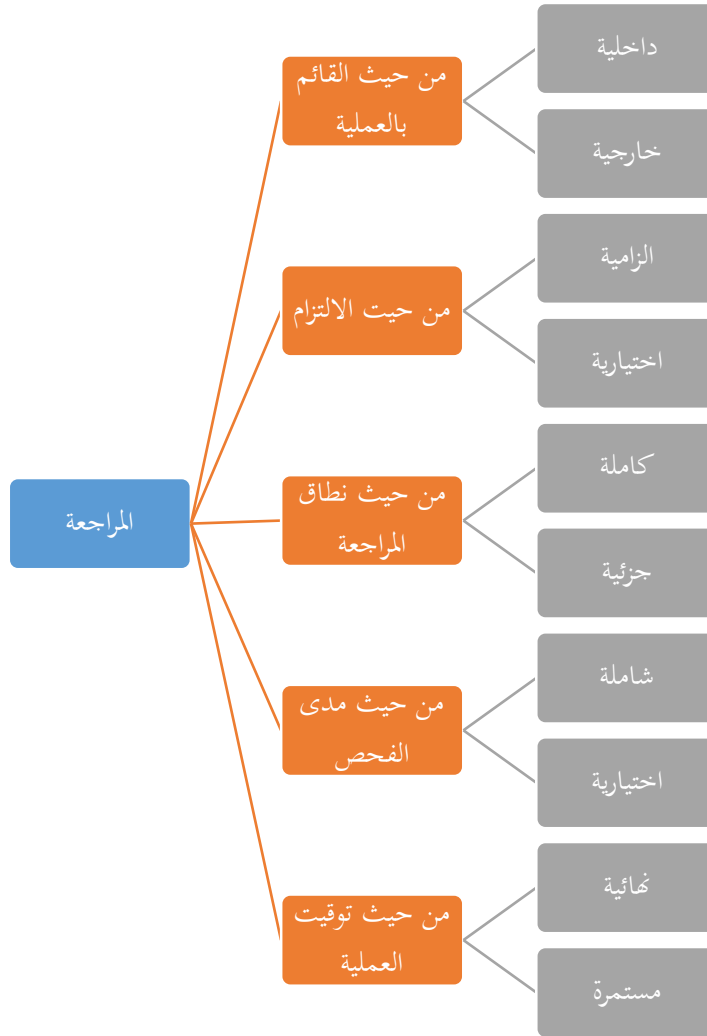 المراجعة
من حيث القائم
بالعملية
داخلية
خارجية
من حيت الالتزام
الزامية
اختيارية
من حيث نطاق
المراجعة
كاملة
جزئية
من حيث مدى
الفحص
شاملة
اختيارية
من حيث توقيت
العملية
نهائية
مستمرة